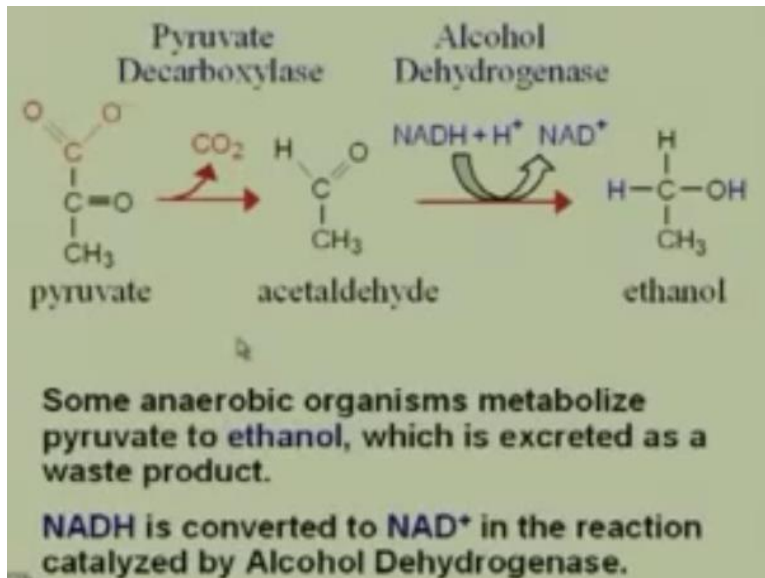 Pyruvate
Decarboxylase
Alcohol
Dehydrogenase
O
O⁻
C
C=O
CH₃
CO₂
H
O
C
CH₃
NADH + H⁺ NAD⁺
H
H–C–OH
CH₃
pyruvate
acetaldehyde
ethanol
Some anaerobic organisms metabolize
pyruvate to ethanol, which is excreted as a
waste product.
NADH is converted to NAD⁺ in the reaction
catalyzed by Alcohol Dehydrogenase.